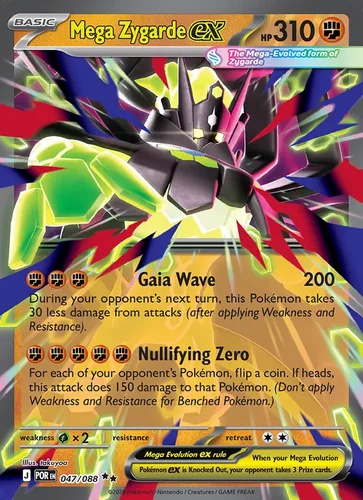 BASIC Mega Zygarde ex HP 310
The Mega-Evolved form of
Zygarde
Gaia Wave 200
During your opponent's next turn, this Pokémon takes
30 less damage from attacks (after applying Weakness and
Resistance).
Nullifying Zero
For each of your opponent's Pokémon, flip a coin. If heads,
this attack does 150 damage to that Pokémon. (Don't apply
Weakness and Resistance for Benched Pokémon.)
weakness × 2 resistance retreat
Illus. takuyoa
Mega Evolution ex rule When your Mega Evolution
Pokémon ex is Knocked Out, your opponent takes 3 Prize cards.
J POR EN 047/088
Pokémon / Nintendo / Creatures / GAME FREAK